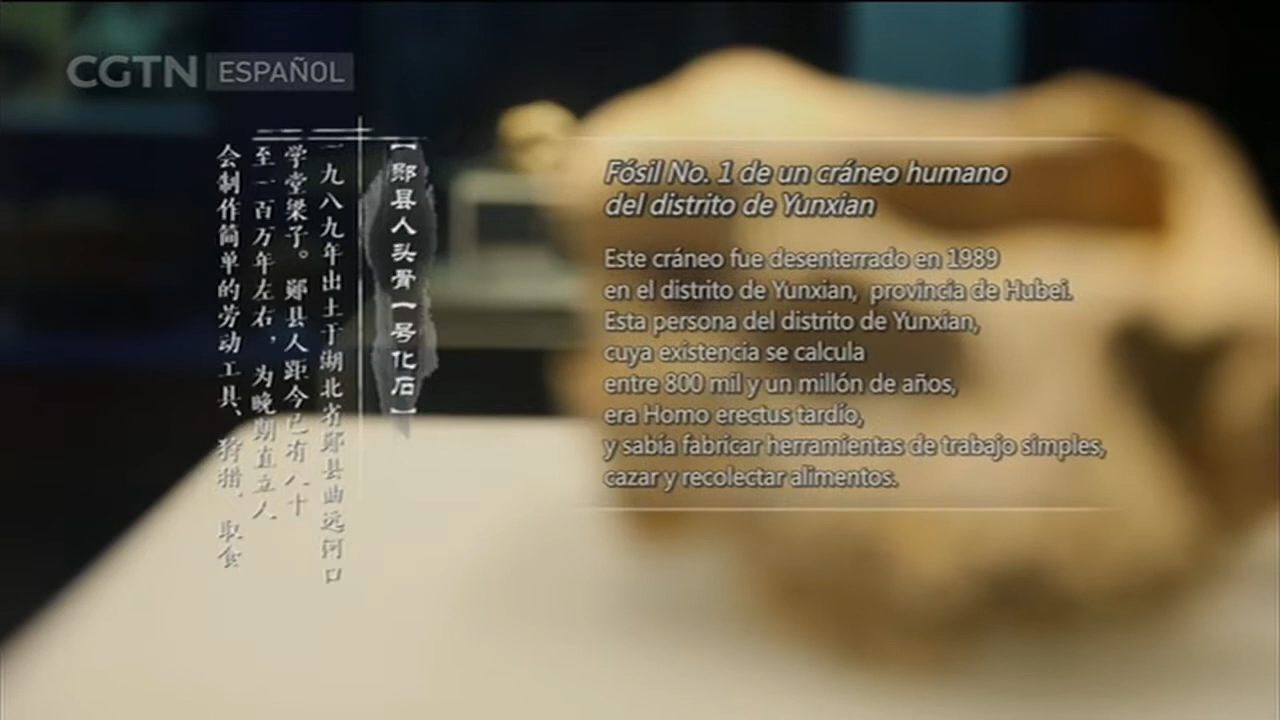 CGTN ESPAÑOL
【郧县人头骨一号化石】
一九八九年出土于湖北省郧县曲远河口
学堂梁子。郧县人距今已有八十
至一百万年左右，为晚期直立人
会制作简单的劳动工具、狩猎、取食
Fósil No. 1 de un cráneo humano
del distrito de Yunxian
Este cráneo fue desenterrado en 1989
en el distrito de Yunxian, provincia de Hubei.
Esta persona del distrito de Yunxian,
cuya existencia se calcula
entre 800 mil y un millón de años,
era Homo erectus tardío,
y sabía fabricar herramientas de trabajo simples,
cazar y recolectar alimentos.